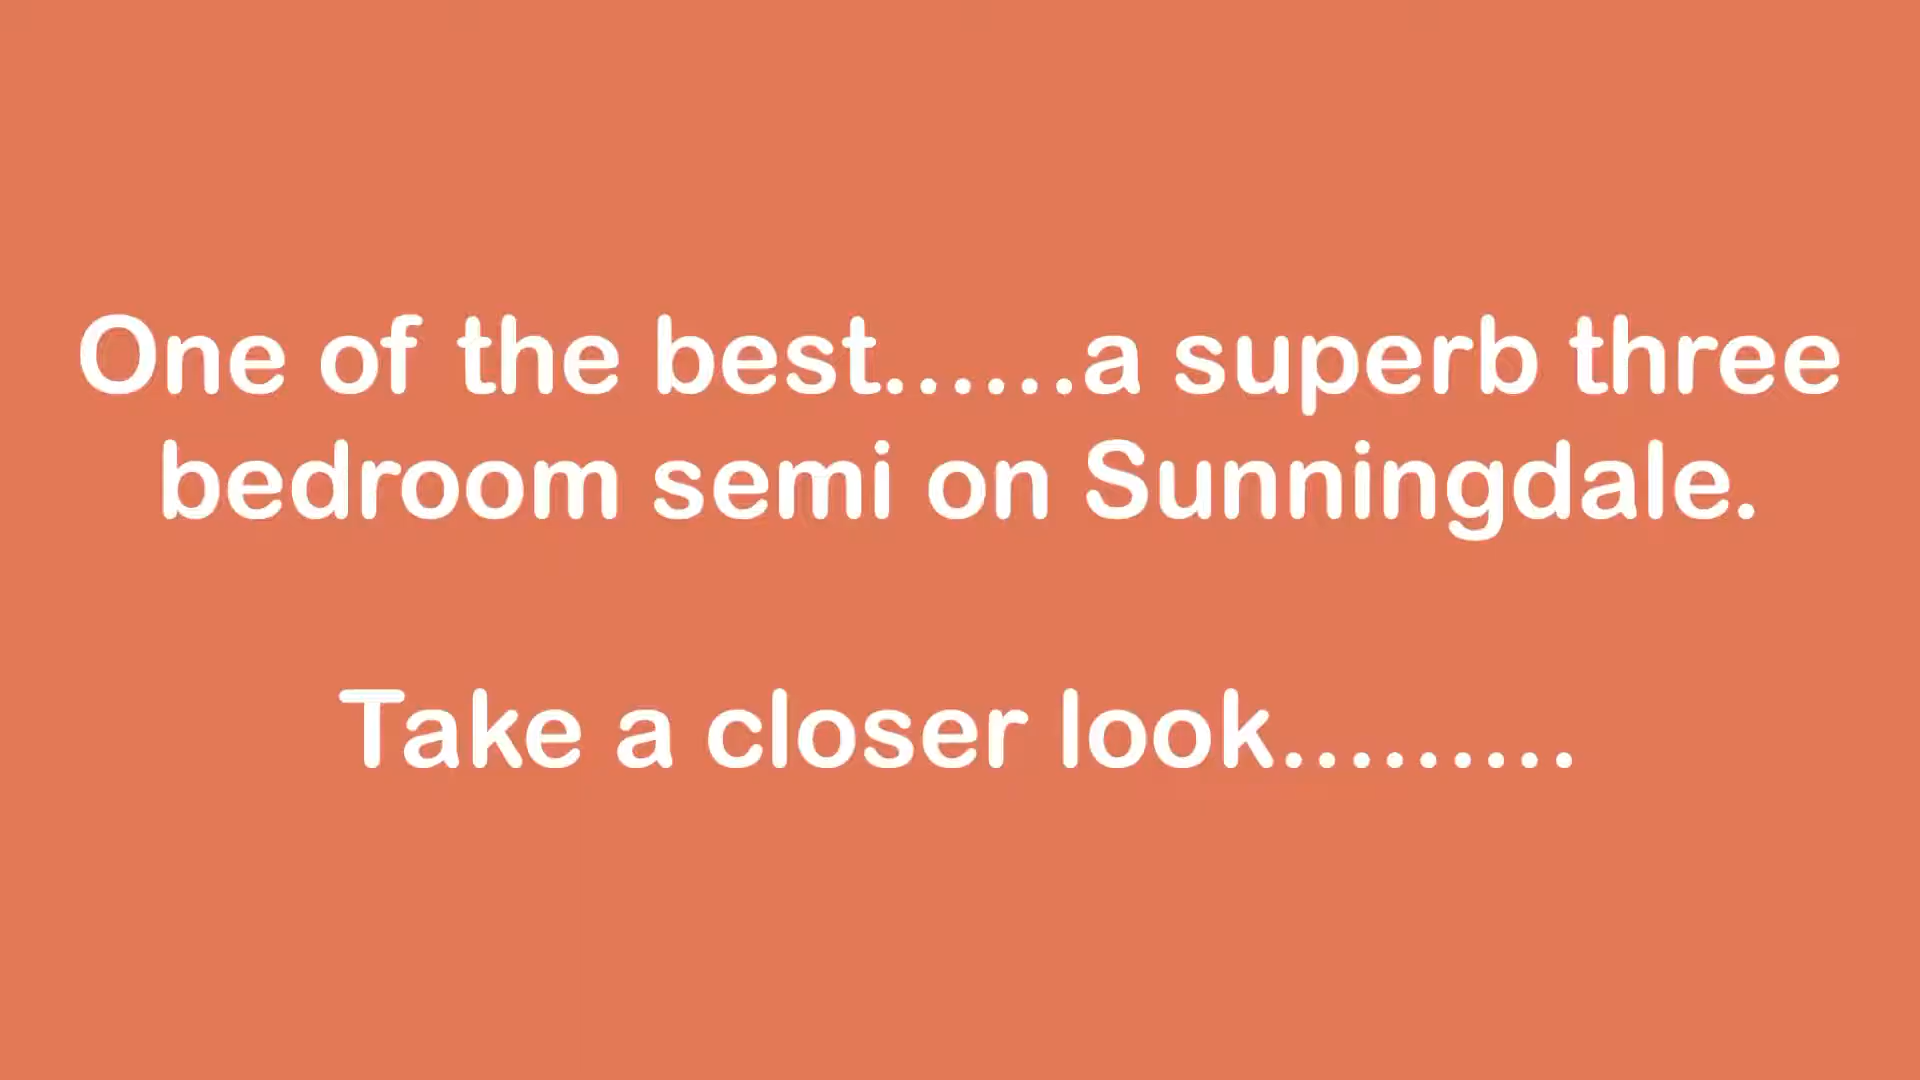 One of the best......a superb three
bedroom semi on Sunningdale.
Take a closer look.........